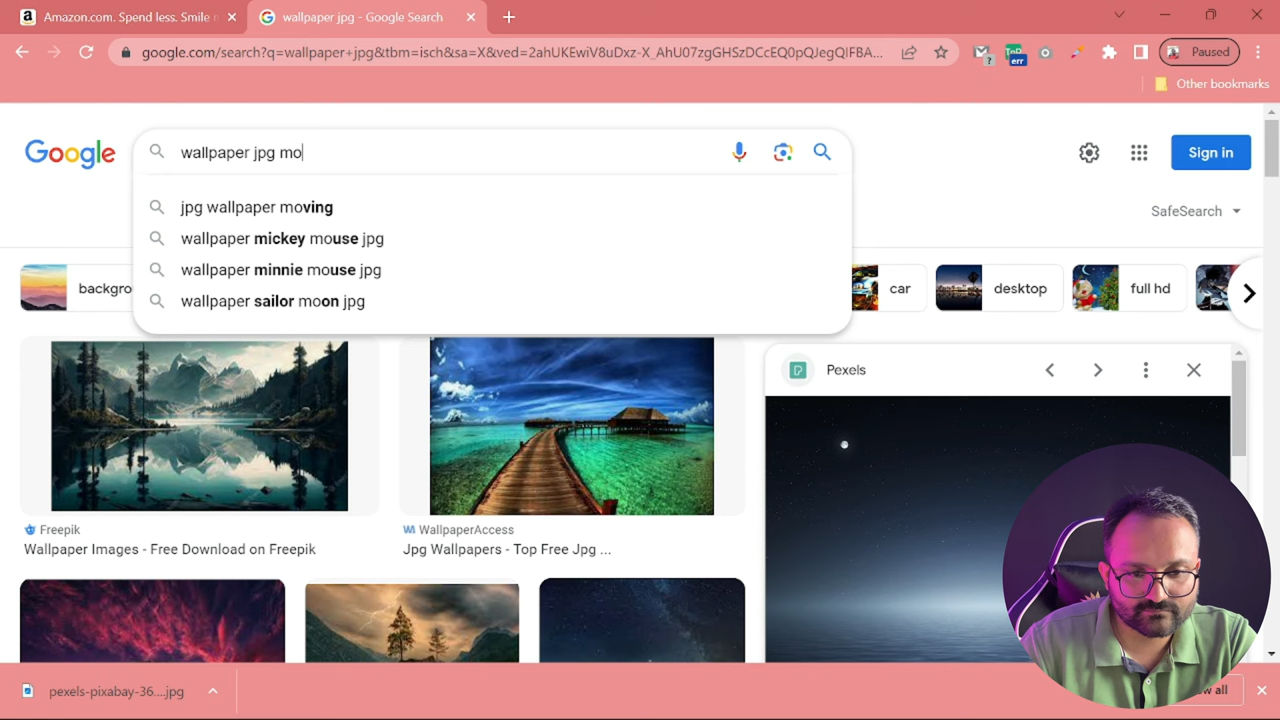 Amazon.com. Spend less. Smile
wallpaper jpg - Google Search
google.com/search?q=wallpaper+jpg&tbm=isch&sa=X&ved=2ahUKEwiV8uDxz-X_AhU07zgGHSzDCcEQ0pQJegQIFBA...
err
Paused
Other bookmarks
Google
wallpaper jpg mo
Sign in
jpg wallpaper moving
wallpaper mickey mouse jpg
wallpaper minnie mouse jpg
wallpaper sailor moon jpg
SafeSearch
backgro
car
desktop
full hd
Pexels
Freepik
Wallpaper Images - Free Download on Freepik
WallpaperAccess
Jpg Wallpapers - Top Free Jpg ...
pexels-pixabay-36....jpg
all